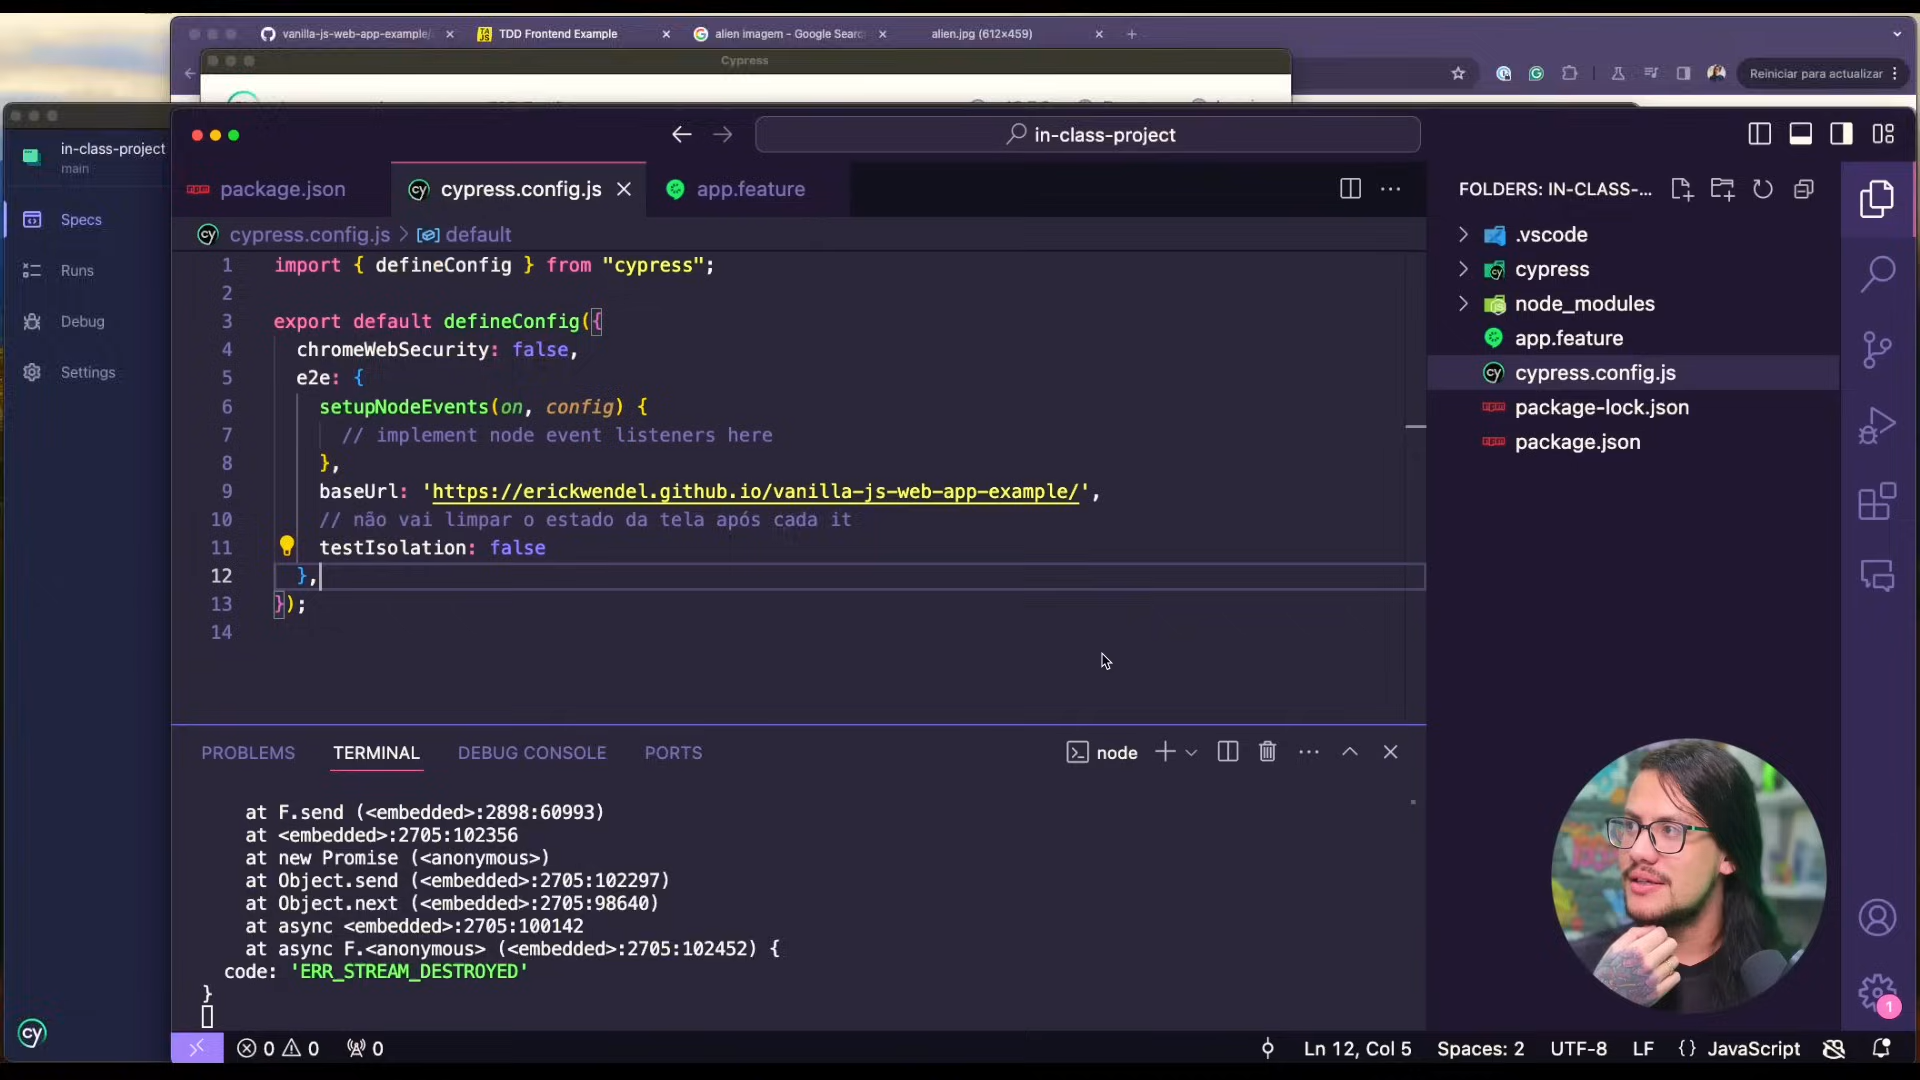 vanilla-js-web-app-example/
TDD Frontend Example
alien imagem - Google Searc
alien.jpg (612×459)
Cypress
Reiniciar para actualizar
in-class-project
main
Specs
Runs
Debug
Settings
cy
in-class-project
package.json
cypress.config.js
app.feature
cypress.config.js > default
1 import { defineConfig } from "cypress";
2
3 export default defineConfig({
4 chromeWebSecurity: false,
5 e2e: {
6 setupNodeEvents(on, config) {
7 // implement node event listeners here
8 },
9 baseUrl: 'https://erickwendel.github.io/vanilla-js-web-app-example/',
10 // não vai limpar o estado da tela após cada it
11 testIsolation: false
12 },
13 });
14
FOLDERS: IN-CLASS-...
.vscode
cypress
node_modules
app.feature
cypress.config.js
package-lock.json
package.json
PROBLEMS
TERMINAL
DEBUG CONSOLE
PORTS
node
at F.send (<embedded>:2898:60993)
at <embedded>:2705:102356
at new Promise (<anonymous>)
at Object.send (<embedded>:2705:102297)
at Object.next (<embedded>:2705:98640)
at async <embedded>:2705:100142
at async F.<anonymous> (<embedded>:2705:102452) {
code: 'ERR_STREAM_DESTROYED'
}
0 0 0
Ln 12, Col 5
Spaces: 2
UTF-8
LF
{} JavaScript
1